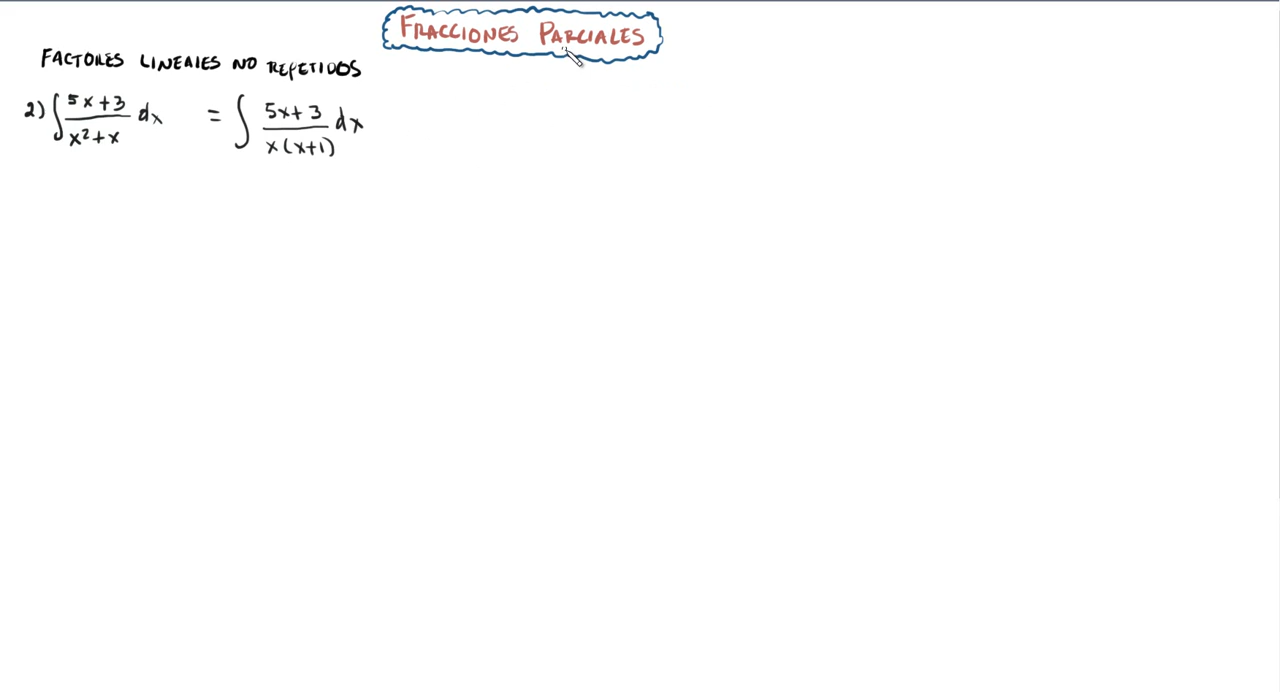 FRACCIONES PARCIALES
FACTORES LINEALES NO REPETIDOS
2) ∫ 5x+3 / x²+x dx = ∫ 5x+3 / x(x+1) dx